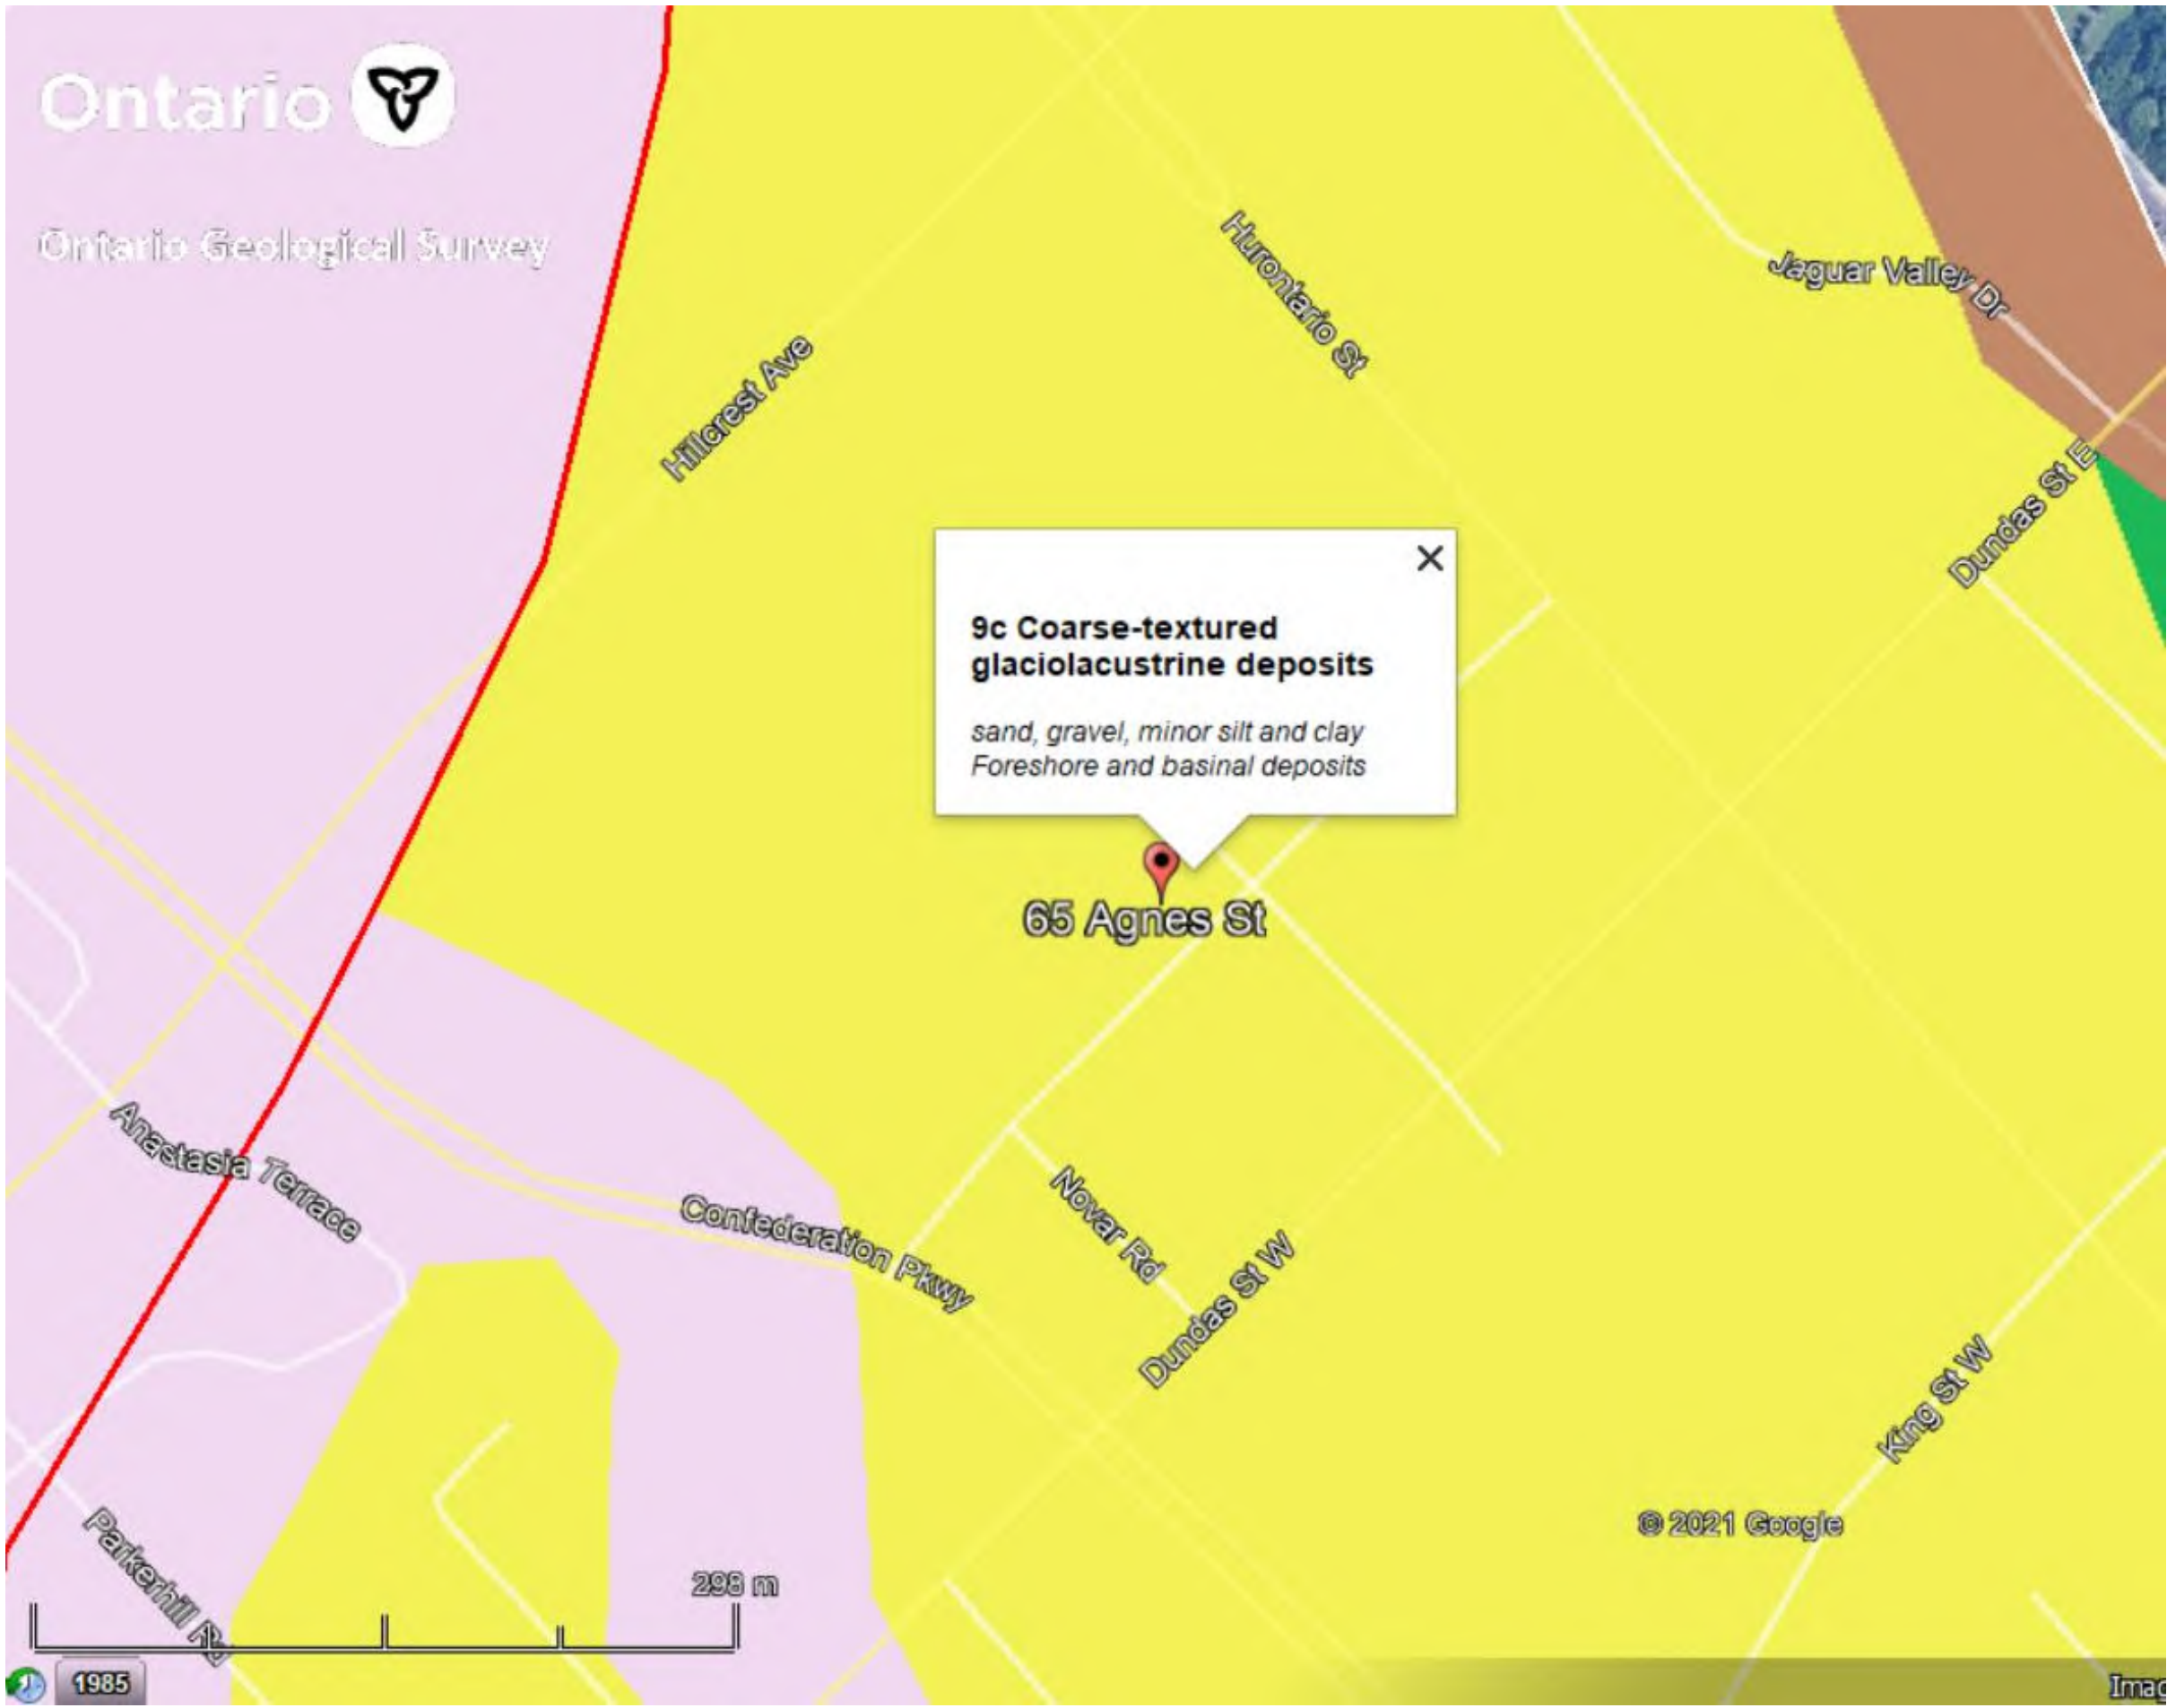 Ontario
Ontario Geological Survey
Hurontario St
Jaguar Valley Dr
Hillcrest Ave
Dundas St E
9c Coarse-textured
glaciolacustrine deposits
sand, gravel, minor silt and clay
Foreshore and basinal deposits
65 Agnes St
Anastasia Terrace
Confederation Pkwy
Novar Rd
Dundas St W
King St W
© 2021 Google
Parkerhill Rd
298 m
1985